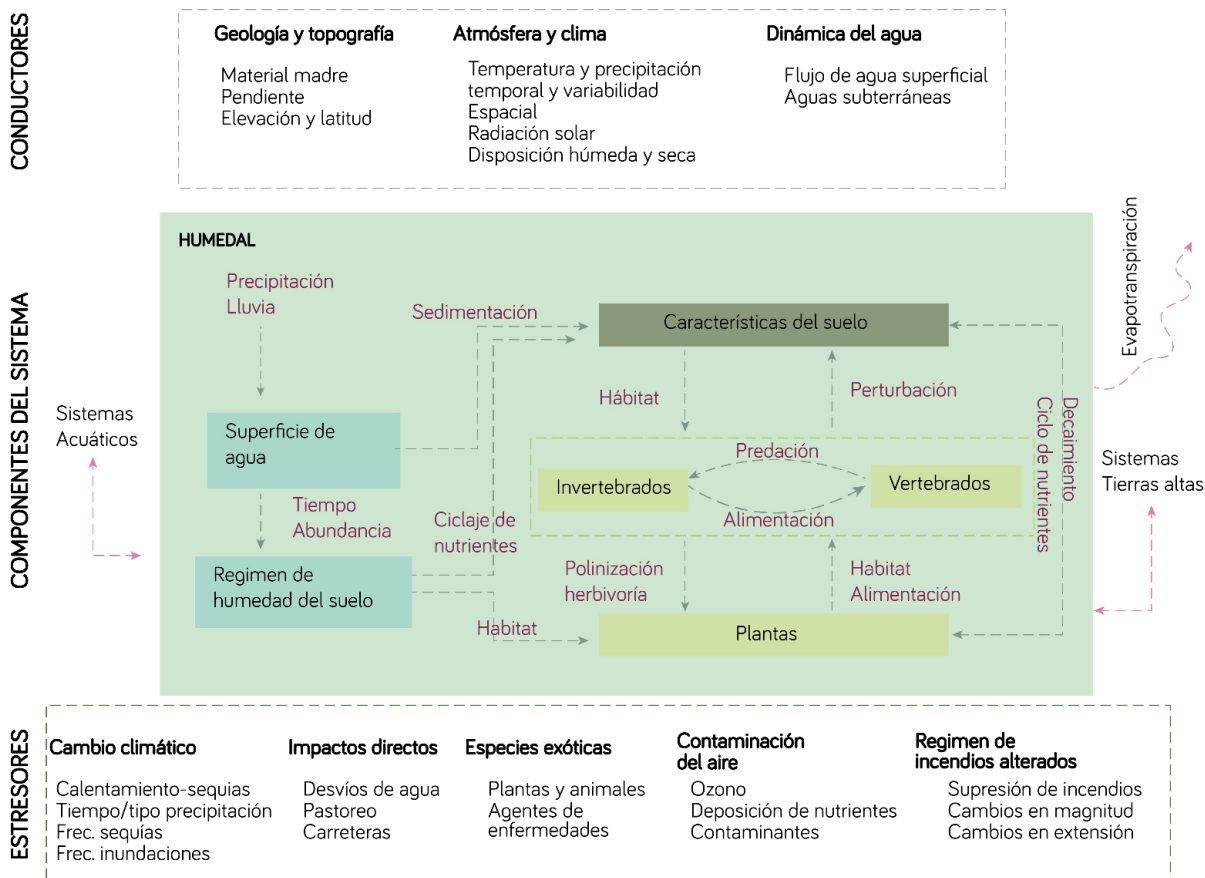 CONDUCTORES
Geología y topografía
Material madre
Pendiente
Elevación y latitud
Atmósfera y clima
Temperatura y precipitación
temporal y variabilidad
Espacial
Radiación solar
Disposición húmeda y seca
Dinámica del agua
Flujo de agua superficial
Aguas subterráneas
COMPONENTES DEL SISTEMA
Sistemas
Acuáticos
HUMEDAL
Precipitación
Lluvia
Sedimentación
Característicás del suelo
Hábitat
Perturbación
Superficie de
agua
Tiempo
Abundancia
Ciclaje de
nutrientes
Predación
Invertebrados
Vertebrados
Alimentación
Regimen de
humedad del suelo
Polinización
herbivoría
Habitat
Alimentación
Habitat
Plantas
Decaimiento
Ciclo de nutrientes
Evapotranspiración
Sistemas
Tierras altas
ESTRESORES
Cambio climático
Calentamiento-sequias
Tiempo/tipo precipitación
Frec. sequías
Frec. inundaciones
Impactos directos
Desvíos de agua
Pastoreo
Carreteras
Especies exóticas
Plantas y animales
Agentes de
enfermedades
Contaminación
del aire
Ozono
Deposición de nutrientes
Contaminantes
Regimen de
incendios alterados
Supresión de incendios
Cambios en magnitud
Cambios en extensión